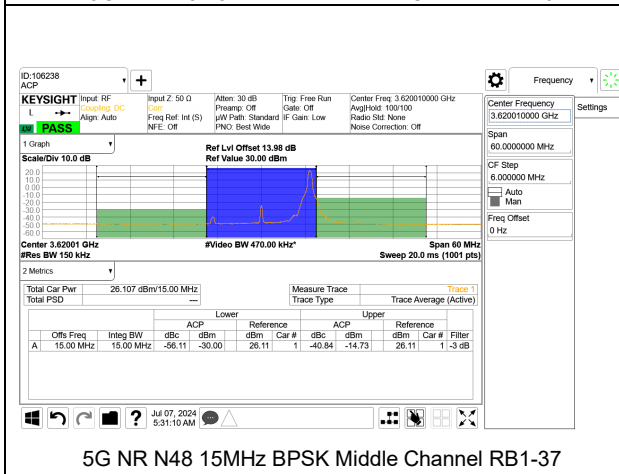 ID:106238
ACP
Frequency
KEYSIGHT
Input: RF
Coupling: DC
Align: Auto
Input Z: 50 Ω
Corr
Freq Ref: Int (S)
NFE: Off
Atten: 30 dB
Preamp: Off
µW Path: Standard
PNO: Best Wide
Trig: Free Run
Gate: Off
IF Gain: Low
Center Freq: 3.620010000 GHz
Avg|Hold: 100/100
Radio Std: None
Noise Correction: Off
L
LXI PASS
Center Frequency
3.620010000 MHz
Settings
Span
60.0000000 MHz
CF Step
6.000000 MHz
Auto
Man
Freq Offset
0 Hz
1 Graph
Scale/Div 10.0 dB
Ref Lvl Offset 13.98 dB
Ref Value 30.00 dBm
20.0
10.0
0.00
-10.0
-20.0
-30.0
-40.0
-50.0
-60.0
Center 3.62001 GHz
#Video BW 470.00 kHz*
Span 60 MHz
#Res BW 150 kHz
Sweep 20.0 ms (1001 pts)
2 Metrics
Total Car Pwr 26.107 dBm/15.00 MHz
Total PSD ---
Measure Trace Trace 1
Trace Type Trace Average (Active)
Lower Upper
ACP Reference ACP Reference
Offs Freq Integ BW dBc dBm dBm Car # dBc dBm dBm Car # Filter
A 15.00 MHz 15.00 MHz -56.11 -30.00 26.11 1 -40.84 -14.73 26.11 1 -3 dB
Jul 07, 2024
5:31:10 AM
5G NR N48 15MHz BPSK Middle Channel RB1-37